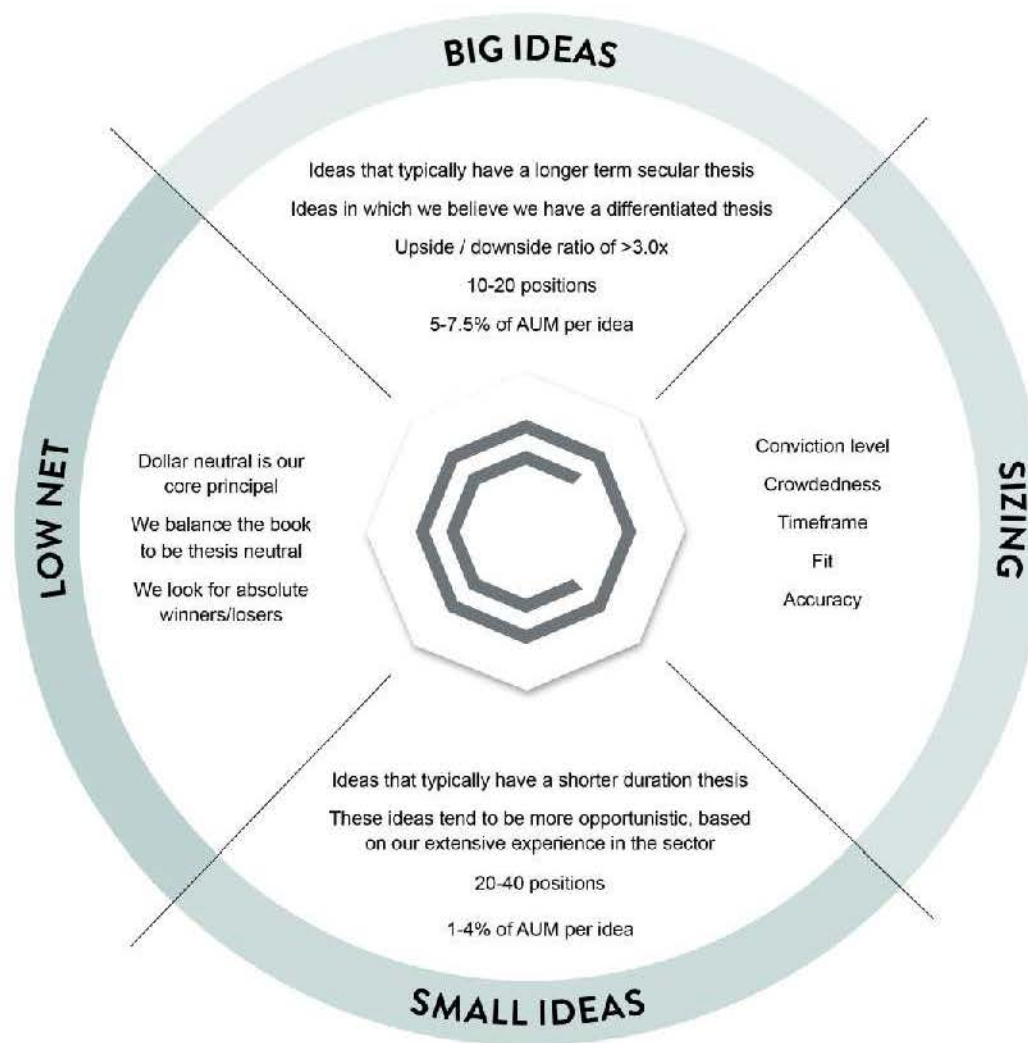 BIG IDEAS
Ideas that typically have a longer term secular thesis
Ideas in which we believe we have a differentiated thesis
Upside / downside ratio of >3.0x
10-20 positions
5-7.5% of AUM per idea
LOW NET
Dollar neutral is our
core principal
We balance the book
to be thesis neutral
We look for absolute
winners/losers
SIZING
Conviction level
Crowdedness
Timeframe
Fit
Accuracy
Ideas that typically have a shorter duration thesis
These ideas tend to be more opportunistic, based
on our extensive experience in the sector
20-40 positions
1-4% of AUM per idea
SMALL IDEAS